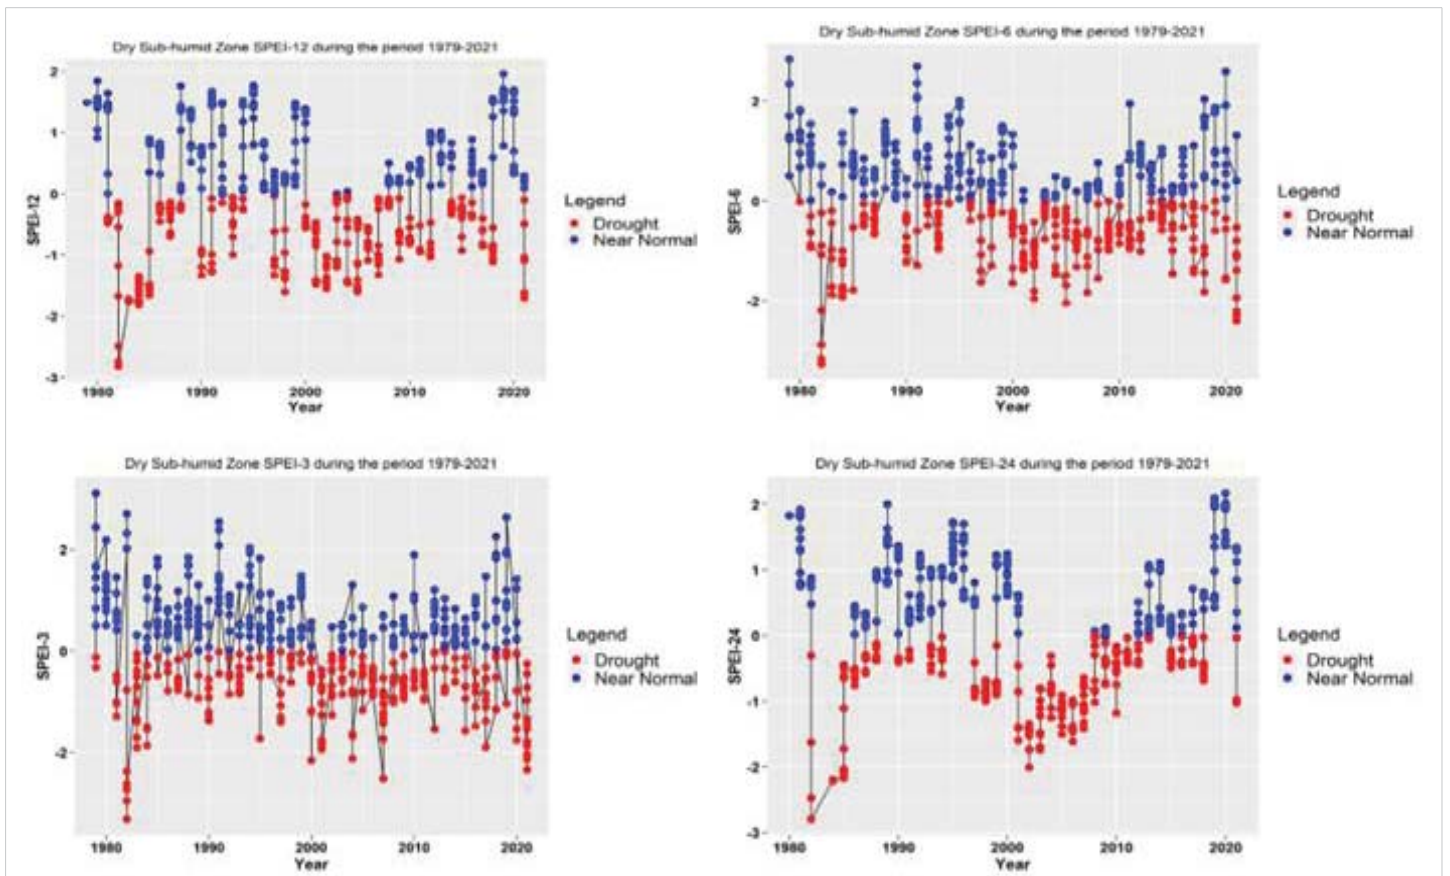 Dry Sub-humid Zone SPEI-12 during the period 1979-2021
2
1
0
-1
-2
-3
SPEI-12
1980 1990 2000 2010 2020
Year
Legend
Drought
Near Normal
Dry Sub-humid Zone SPEI-6 during the period 1979-2021
2
0
-2
SPEI-6
1980 1990 2000 2010 2020
Year
Legend
Drought
Near Normal
Dry Sub-humid Zone SPEI-3 during the period 1979-2021
2
0
-2
SPEI-3
1980 1990 2000 2010 2020
Year
Legend
Drought
Near Normal
Dry Sub-humid Zone SPEI-24 during the period 1979-2021
2
1
0
-1
-2
-3
SPEI-24
1980 1990 2000 2010 2020
Year
Legend
Drought
Near Normal